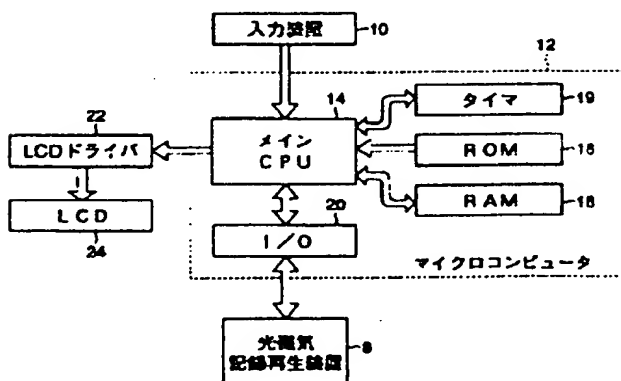 入力装置
10
12
14
22
タイマ
19
LCDドライバ
メイン
CPU
ROM
16
LCD
24
RAM
18
20
I/O
マイクロコンピュータ
光磁気
記録再生装置
8